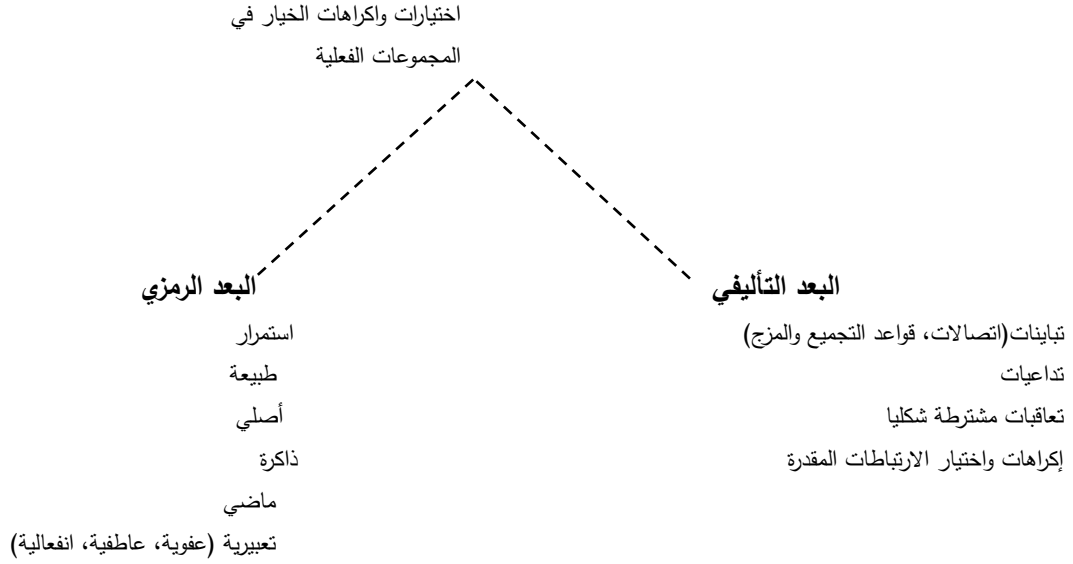 اختيارات واكراهات الخيار في
المجموعات الفعلية
البعد التأليفي
تباينات(اتصالات، قواعد التجميع والمزج)
تداعيات
تعاقبات مشترطة شكليا
إكراهات واختيار الارتباطات المقدرة
البعد الرمزي
استمرار
طبيعة
أصلي
ذاكرة
ماضي
تعبيرية (عفوية، عاطفية، انفعالية)